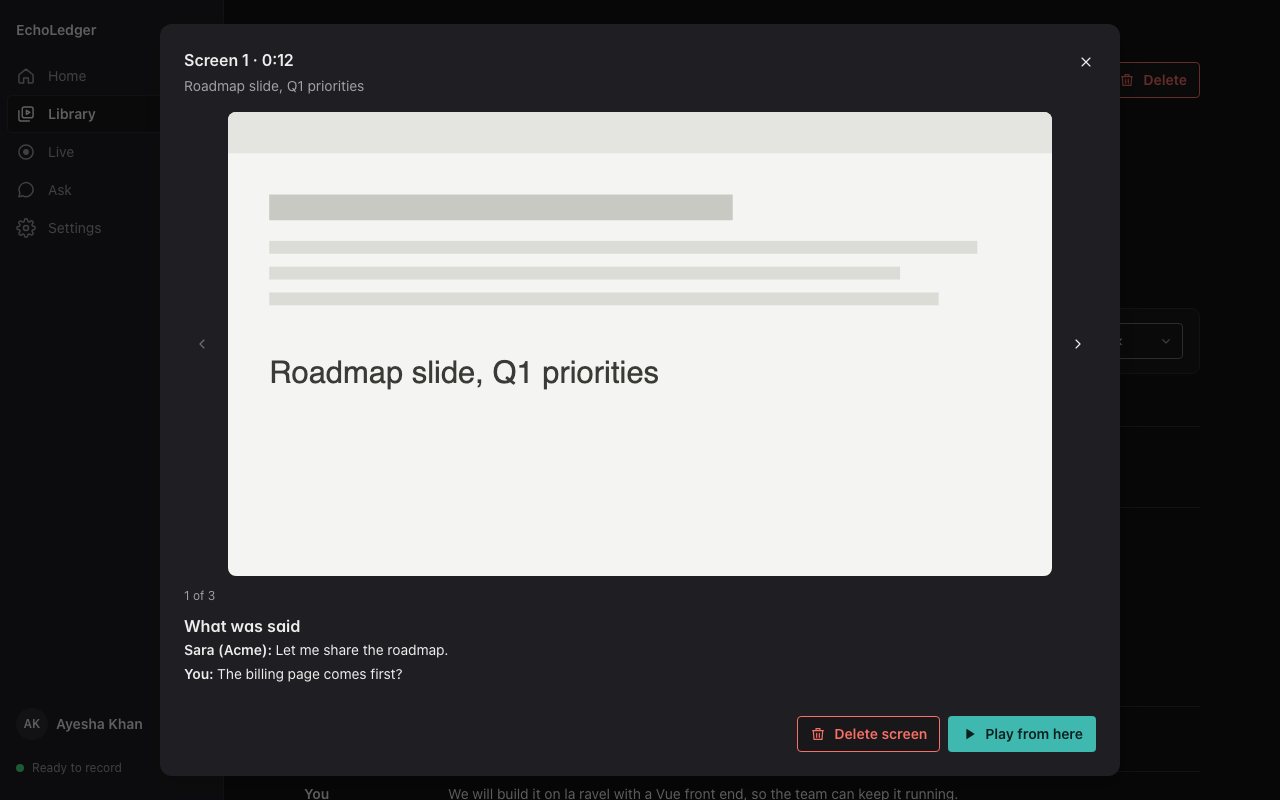 EchoLedger
Home
Library
Live
Ask
Settings
AK Ayesha Khan
Ready to record
Delete
Screen 1 · 0:12
Roadmap slide, Q1 priorities
Roadmap slide, Q1 priorities
1 of 3
What was said
Sara (Acme): Let me share the roadmap.
You: The billing page comes first?
Delete screen
Play from here
You We will build it on la ravel with a Vue front end, so the team can keep it running.